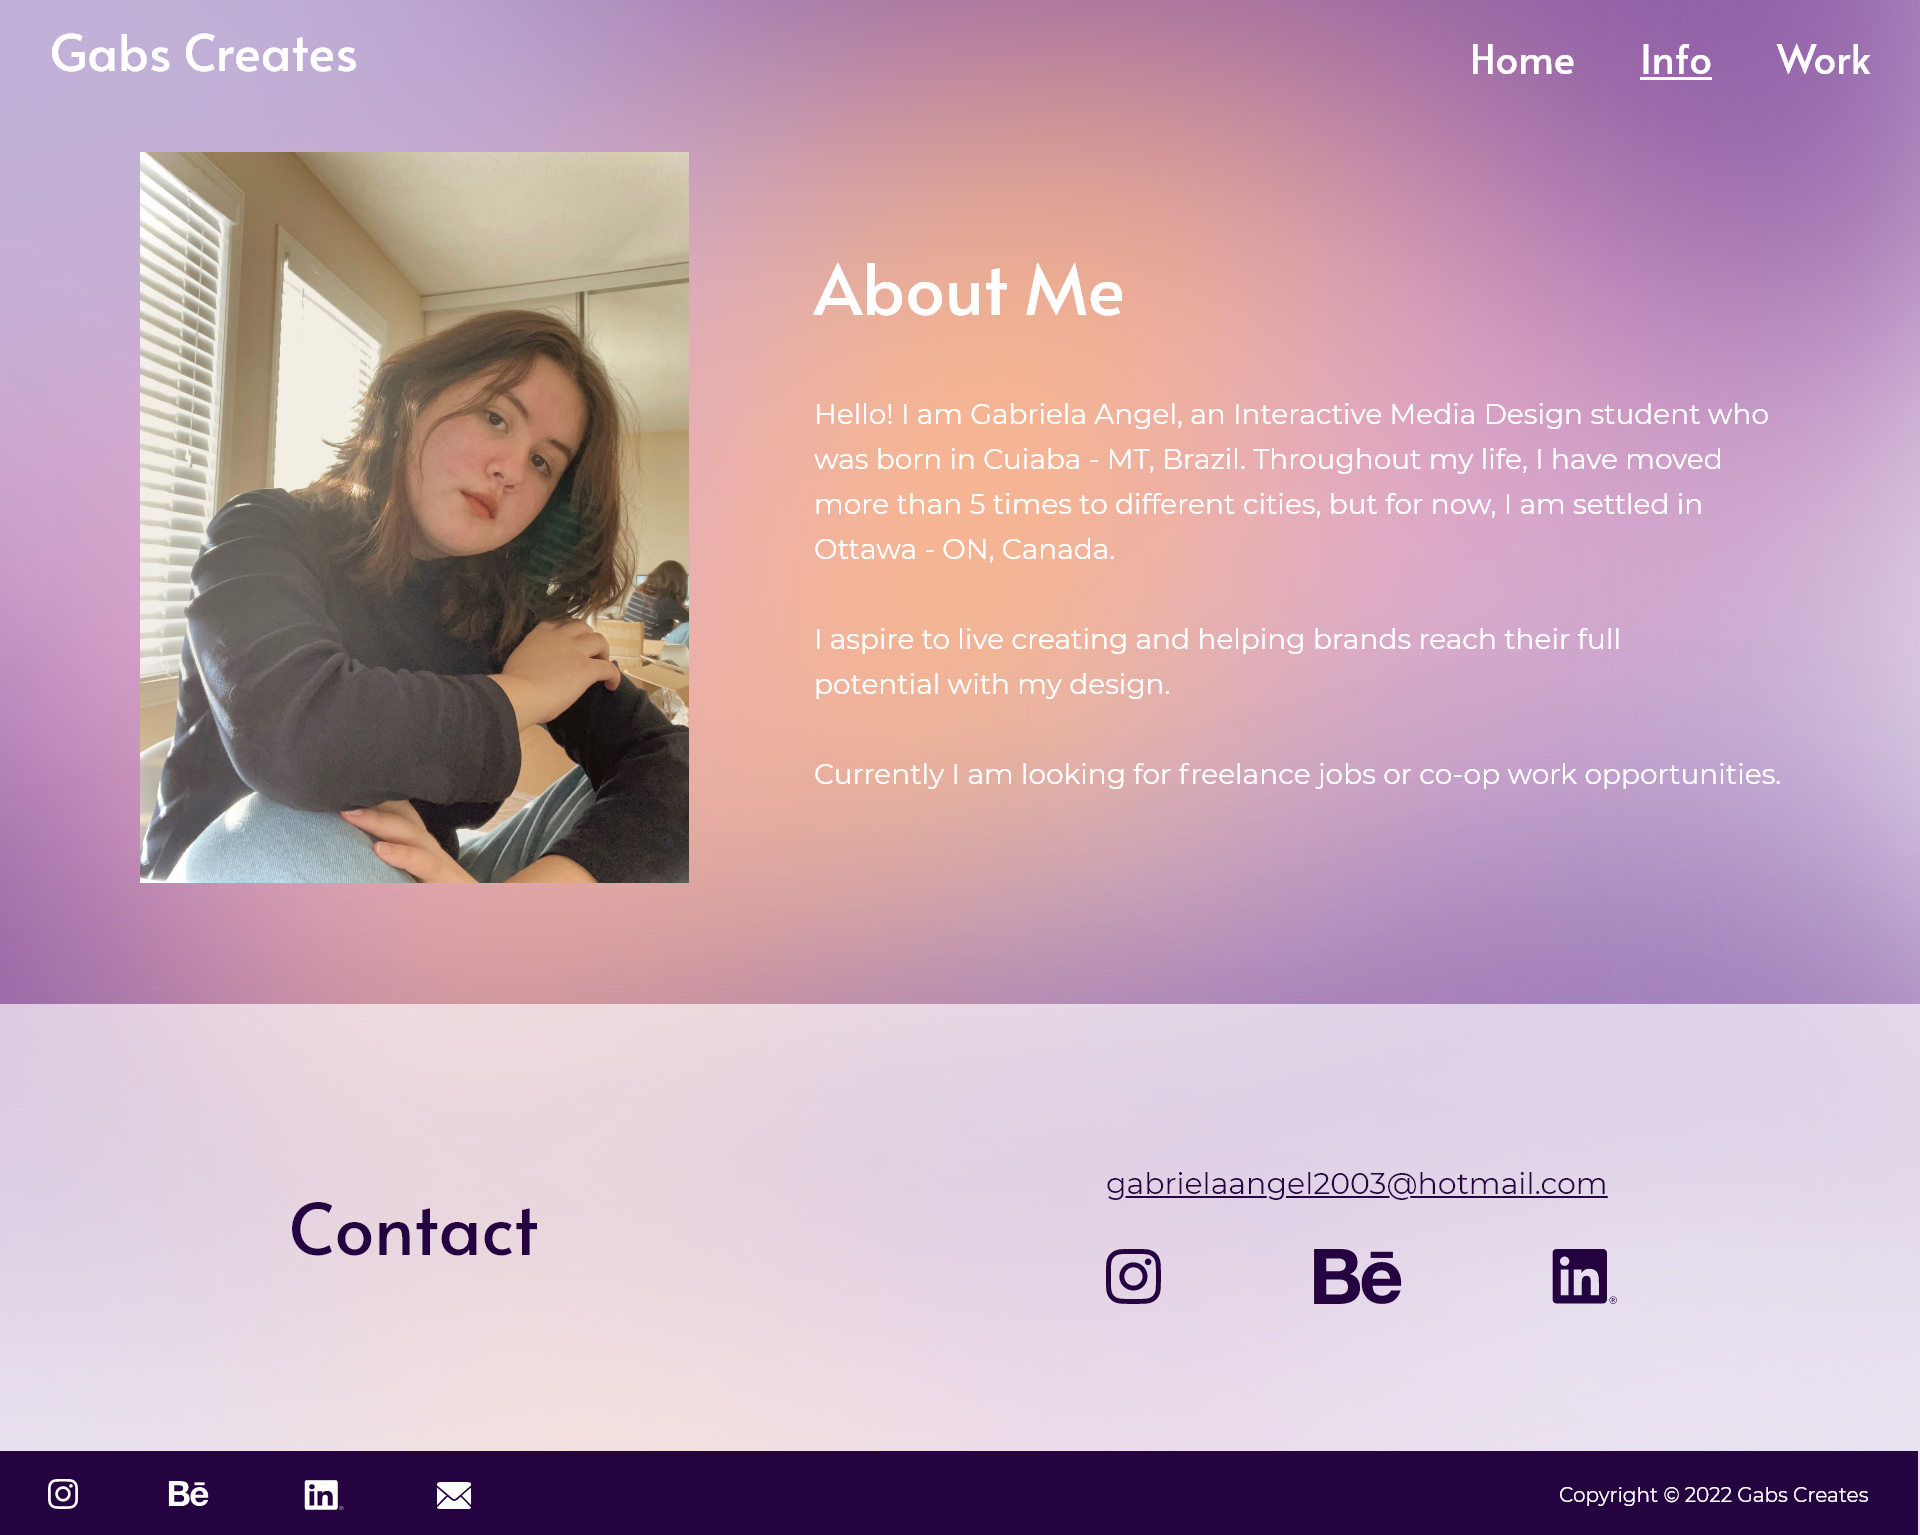 Gabs Creates
Home Info Work
About Me
Hello! I am Gabriela Angel, an Interactive Media Design student who
was born in Cuiaba - MT, Brazil. Throughout my life, I have moved
more than 5 times to different cities, but for now, I am settled in
Ottawa - ON, Canada.
I aspire to live creating and helping brands reach their full
potential with my design.
Currently I am looking for freelance jobs or co-op work opportunities.
Contact
gabrielaangel2003@hotmail.com
Bē in®
Bē in
Copyright © 2022 Gabs Creates